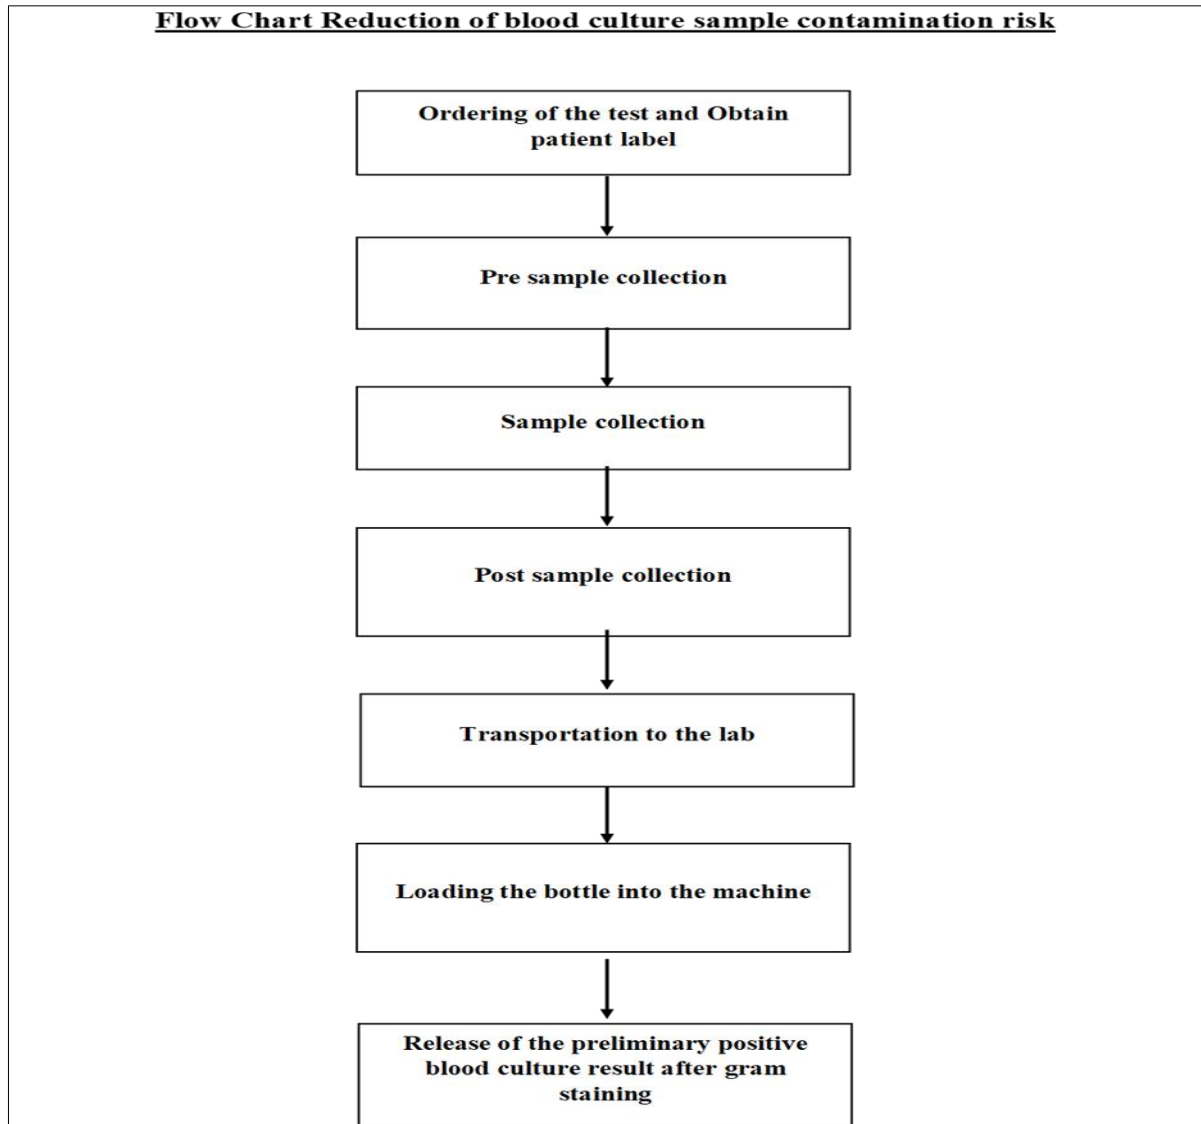 Flow Chart Reduction of blood culture sample contamination risk
Ordering of the test and Obtain
patient label
Pre sample collection
Sample collection
Post sample collection
Transportation to the lab
Loading the bottle into the machine
Release of the preliminary positive
blood culture result after gram
staining